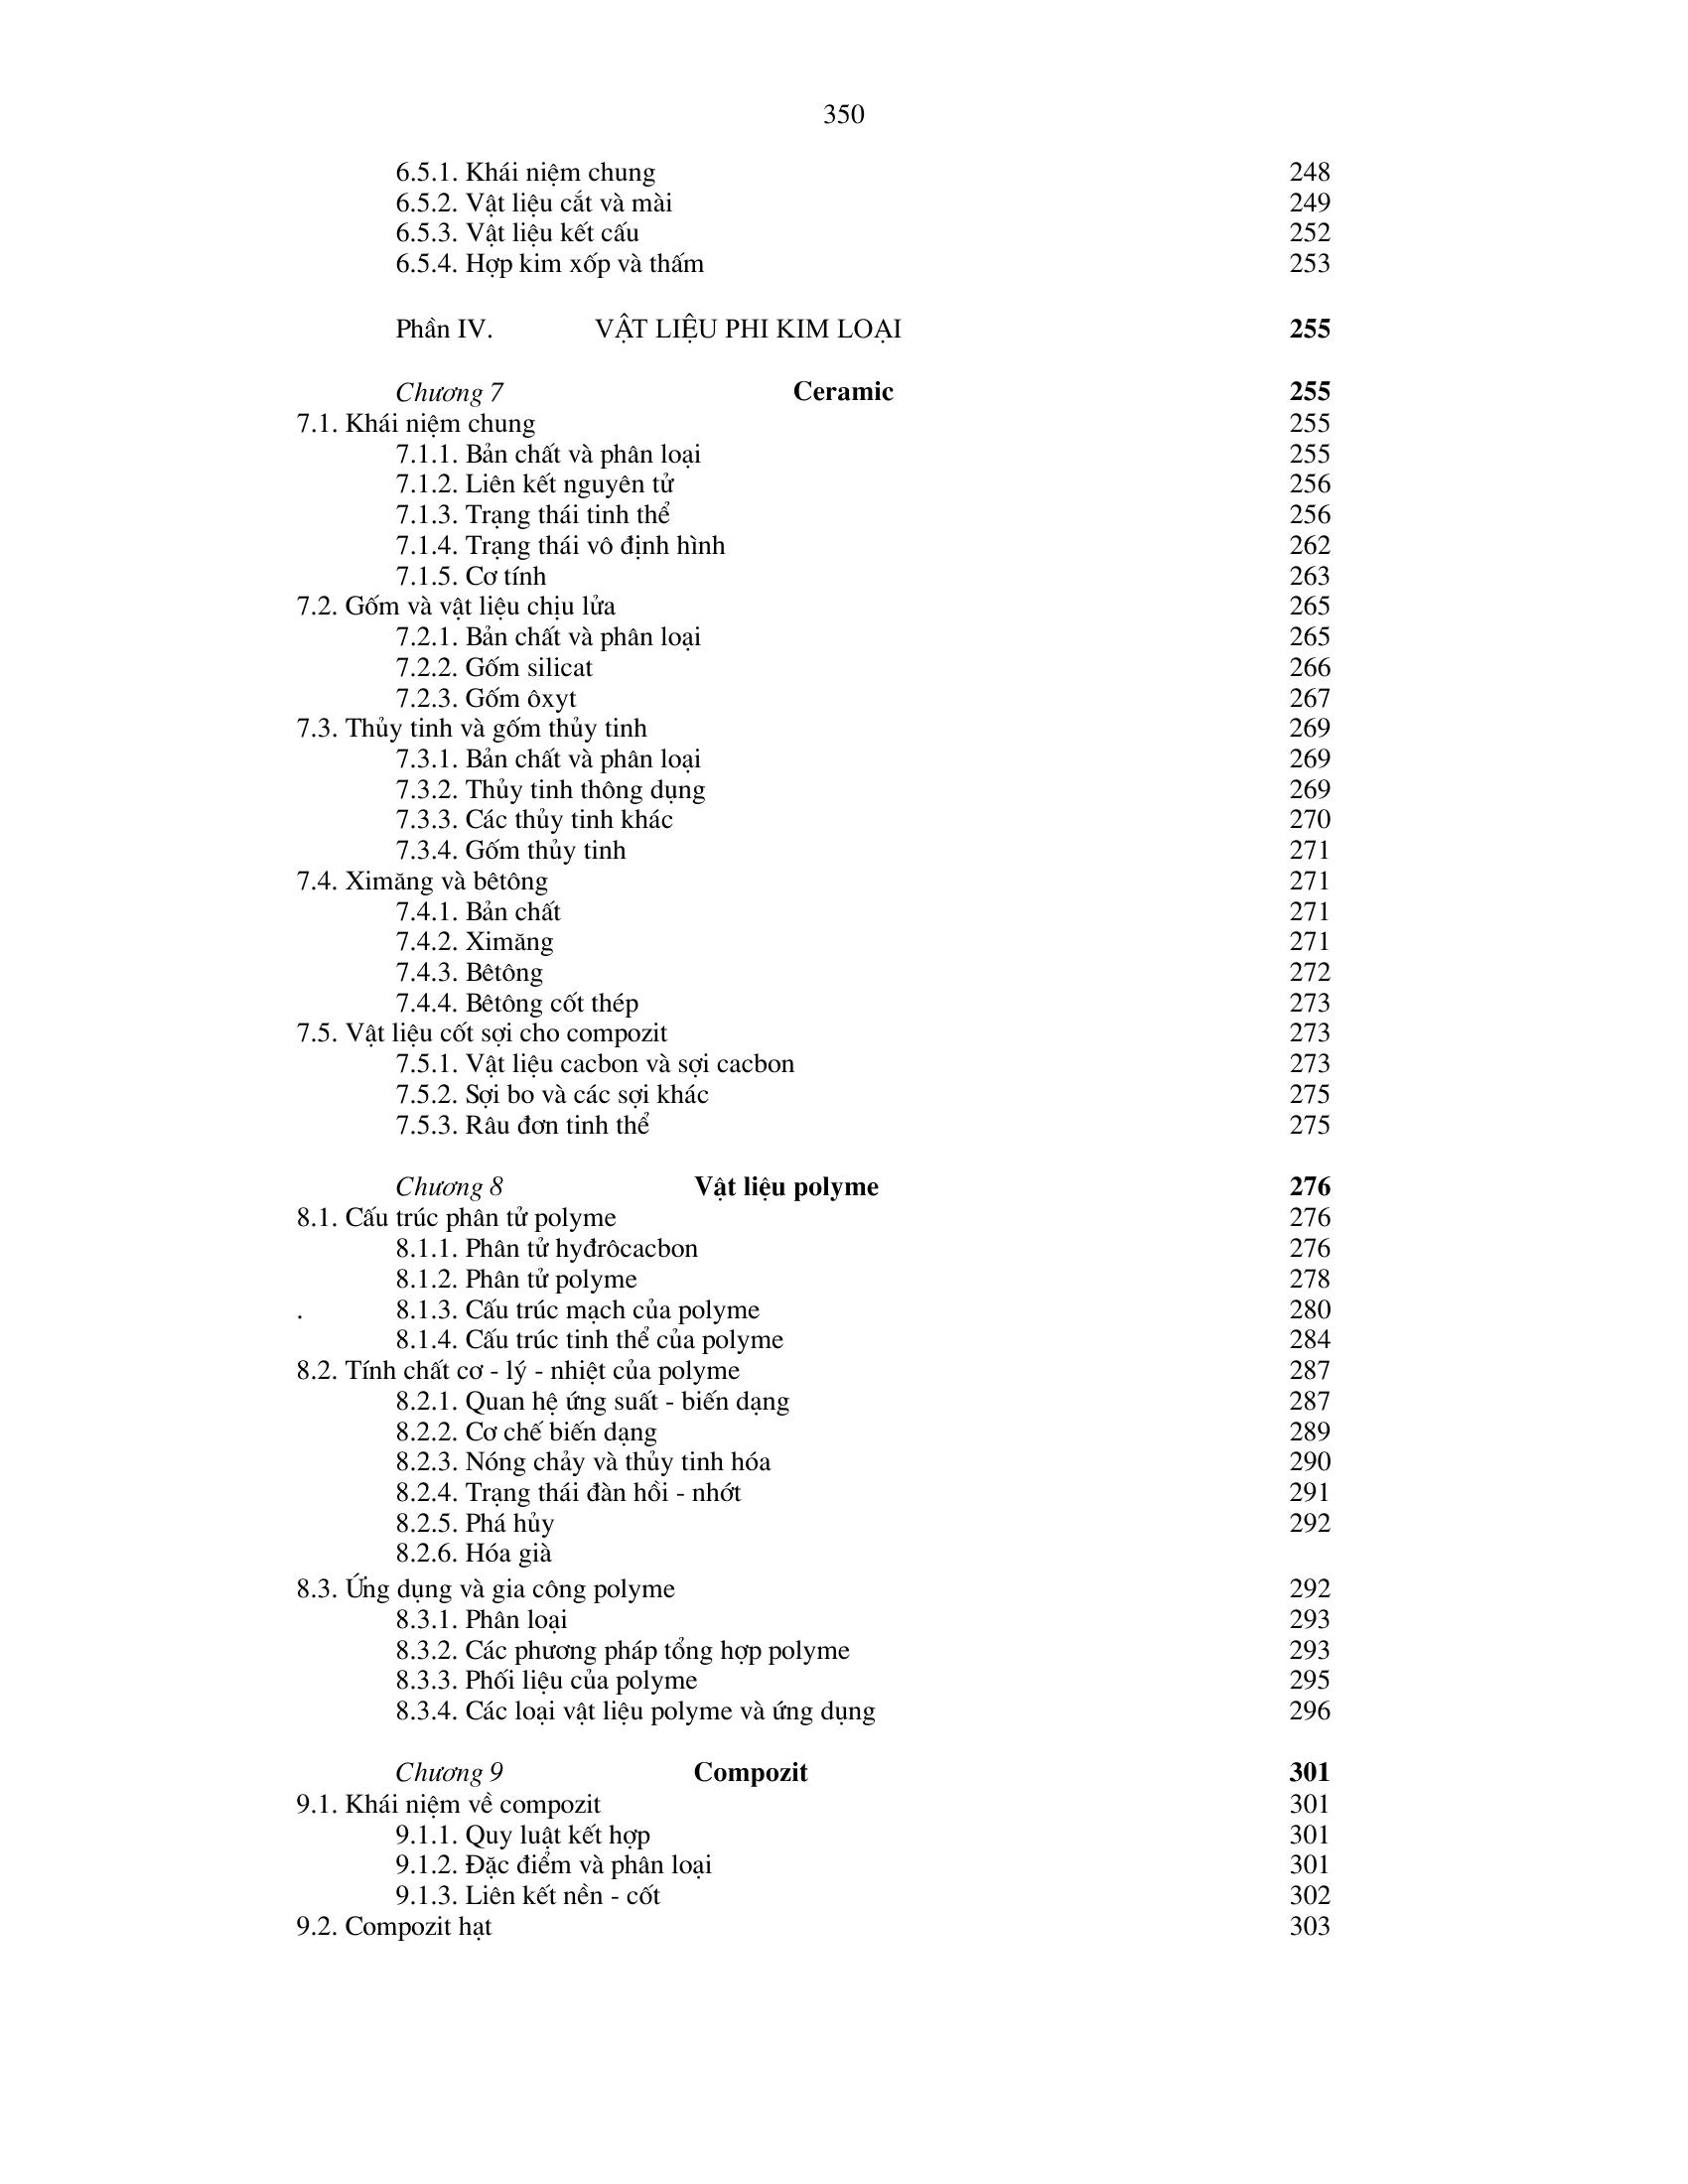 350
6.5.1. Khái niệm chung 248
6.5.2. Vật liệu cắt và mài 249
6.5.3. Vật liệu kết cấu 252
6.5.4. Hợp kim xốp và thấm 253
Phần IV. VẬT LIỆU PHI KIM LOẠI 255
Chương 7 Ceramic 255
7.1. Khái niệm chung 255
7.1.1. Bản chất và phân loại 255
7.1.2. Liên kết nguyên tử 256
7.1.3. Trạng thái tinh thể 256
7.1.4. Trạng thái vô định hình 262
7.1.5. Cơ tính 263
7.2. Gốm và vật liệu chịu lửa 265
7.2.1. Bản chất và phân loại 265
7.2.2. Gốm silicat 266
7.2.3. Gốm ôxyt 267
7.3. Thủy tinh và gốm thủy tinh 269
7.3.1. Bản chất và phân loại 269
7.3.2. Thủy tinh thông dụng 269
7.3.3. Các thủy tinh khác 270
7.3.4. Gốm thủy tinh 271
7.4. Ximăng và bêtông 271
7.4.1. Bản chất 271
7.4.2. Ximăng 271
7.4.3. Bêtông 272
7.4.4. Bêtông cốt thép 273
7.5. Vật liệu cốt sợi cho compozit 273
7.5.1. Vật liệu cacbon và sợi cacbon 273
7.5.2. Sợi bo và các sợi khác 275
7.5.3. Râu đơn tinh thể 275
Chương 8 Vật liệu polyme 276
8.1. Cấu trúc phân tử polyme 276
8.1.1. Phân tử hyđrôcacbon 276
8.1.2. Phân tử polyme 278
. 8.1.3. Cấu trúc mạch của polyme 280
8.1.4. Cấu trúc tinh thể của polyme 284
8.2. Tính chất cơ - lý - nhiệt của polyme 287
8.2.1. Quan hệ ứng suất - biến dạng 287
8.2.2. Cơ chế biến dạng 289
8.2.3. Nóng chảy và thủy tinh hóa 290
8.2.4. Trạng thái đàn hồi - nhớt 291
8.2.5. Phá hủy 292
8.2.6. Hóa già
8.3. Ứng dụng và gia công polyme 292
8.3.1. Phân loại 293
8.3.2. Các phương pháp tổng hợp polyme 293
8.3.3. Phối liệu của polyme 295
8.3.4. Các loại vật liệu polyme và ứng dụng 296
Chương 9 Compozit 301
9.1. Khái niệm về compozit 301
9.1.1. Quy luật kết hợp 301
9.1.2. Đặc điểm và phân loại 301
9.1.3. Liên kết nền - cốt 302
9.2. Compozit hạt 303